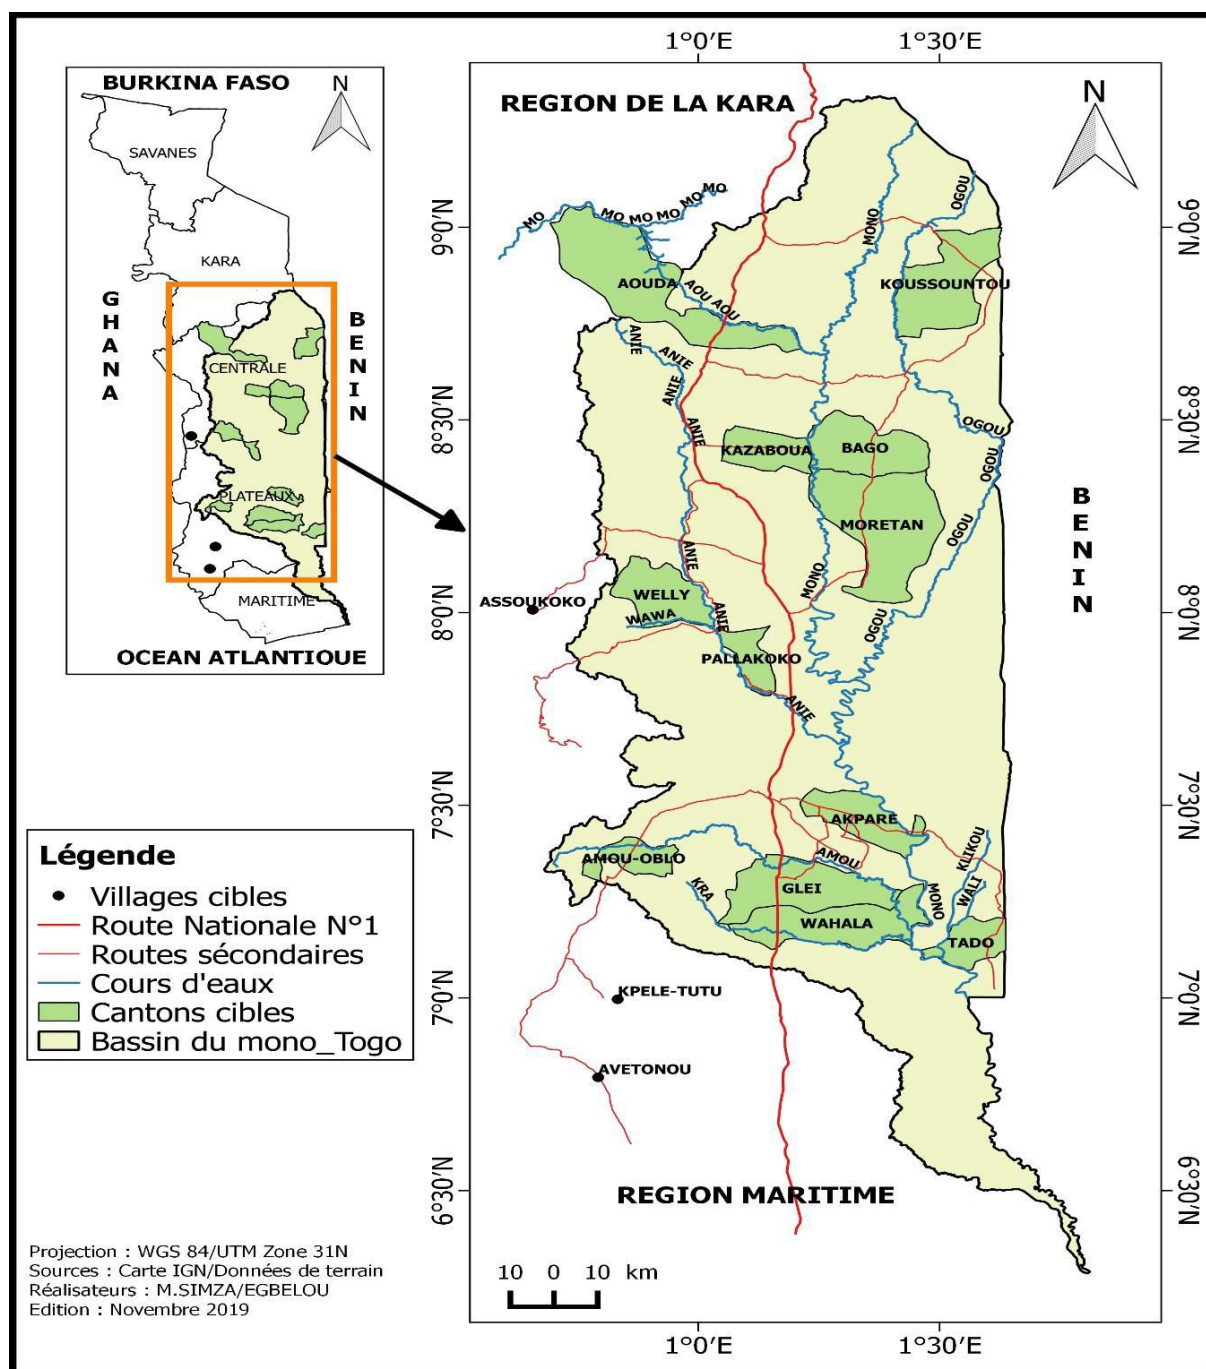 BURKINA FASO
N
SAVANES
KARA
GHANA
BENIN
CENTRALE
PLATEAUX
MARITIME
OCEAN ATLANTIQUE
Légende
Villages cibles
Route Nationale N°1
Routes sécondaires
Cours d'eaux
Cantons cibles
Bassin du mono_Togo
Projection : WGS 84/UTM Zone 31N
Sources : Carte IGN/Données de terrain
Réalisateurs : M.SIMZA/EGBELOU
Edition : Novembre 2019
1°0'E 1°30'E
REGION DE LA KARA
N
MO MO MO MO MO MO
MONO
OGOU
9°0'N 9°0'N
AOUDA
AOU AOU
KOUSSOUNTOU
ANIE
ANIE
ANIE
ANIE
OGOU
8°30'N 8°30'N
KAZABOUA
BAGO
OGOU
MORETAN
OGOU
BENIN
ANIE
MONO
ASSOUKOKO
WELLY
WAWA
ANIE
OGOU
8°0'N 8°0'N
PALLAKOKO
ANIE
7°30'N 7°30'N
AKPARE
KLIKOU
AMOU-OBLO
AMOU
KRA
GLEI
MONO
WALI
WAHALA
TADO
7°0'N 7°0'N
KPELE-TUTU
AVETONOU
6°30'N 6°30'N
REGION MARITIME
10 0 10 km
1°0'E 1°30'E